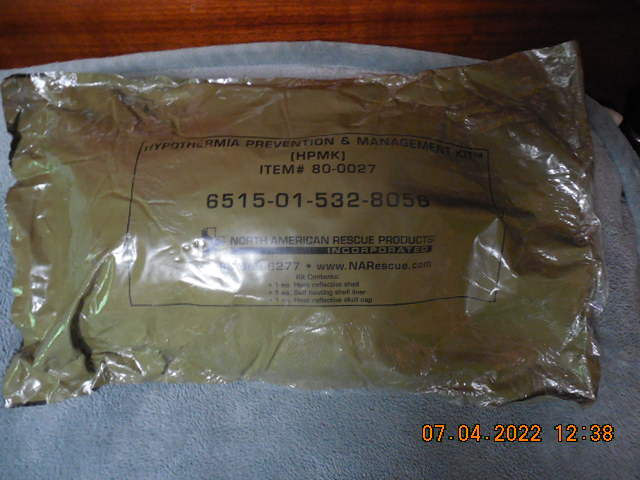 HYPOTHERMIA PREVENTION & MANAGEMENT KIT™
(HPMK)
ITEM# 80-0027
6515-01-532-8056
NORTH AMERICAN RESCUE PRODUCTS
INCORPORATED
6277 • www.NARescue.com
Kit Contents:
• 1 ea. Heat reflective shell
• 1 ea. Self heating shell liner
• 1 ea. Heat reflective skull cap
07.04.2022 12:38